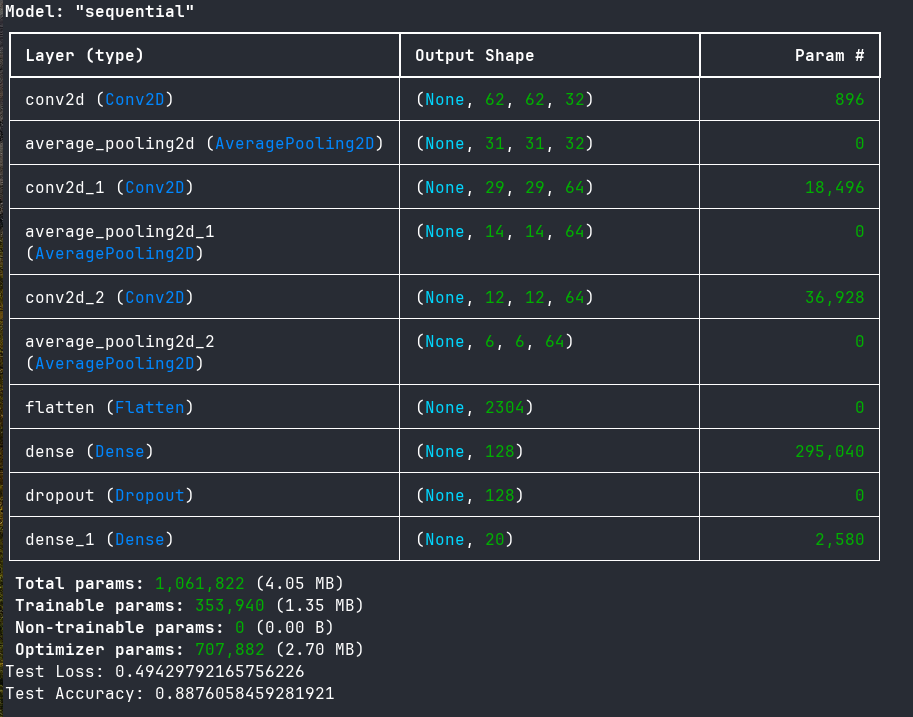 Model: "sequential"
Layer (type) Output Shape Param #
conv2d (Conv2D) (None, 62, 62, 32) 896
average_pooling2d (AveragePooling2D) (None, 31, 31, 32) 0
conv2d_1 (Conv2D) (None, 29, 29, 64) 18,496
average_pooling2d_1 (None, 14, 14, 64) 0
(AveragePooling2D)
conv2d_2 (Conv2D) (None, 12, 12, 64) 36,928
average_pooling2d_2 (None, 6, 6, 64) 0
(AveragePooling2D)
flatten (Flatten) (None, 2304) 0
dense (Dense) (None, 128) 295,040
dropout (Dropout) (None, 128) 0
dense_1 (Dense) (None, 20) 2,580
Total params: 1,061,822 (4.05 MB)
Trainable params: 353,940 (1.35 MB)
Non-trainable params: 0 (0.00 B)
Optimizer params: 707,882 (2.70 MB)
Test Loss: 0.49429792165756226
Test Accuracy: 0.8876058459281921